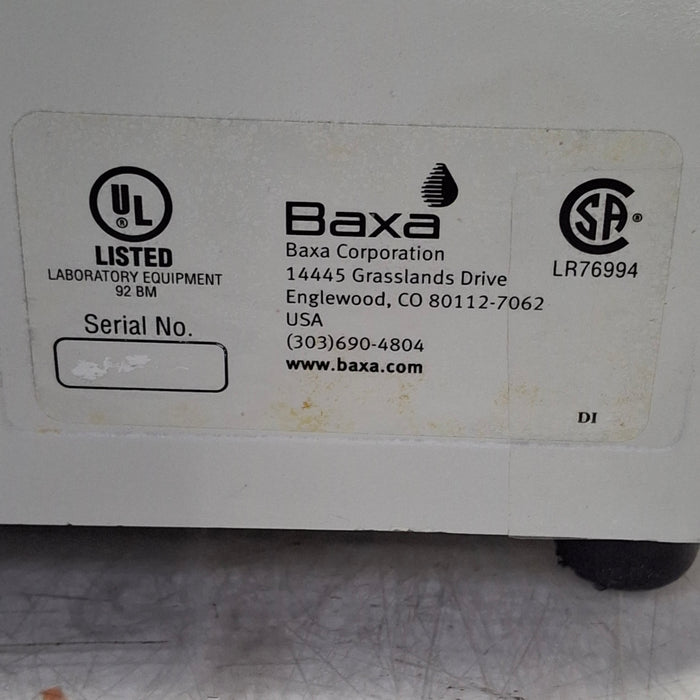 UL
®
LISTED
LABORATORY EQUIPMENT
92 BM
Serial No.
Baxa
Baxa Corporation
14445 Grasslands Drive
Englewood, CO 80112-7062
USA
(303)690-4804
www.baxa.com
SA®
LR76994
DI